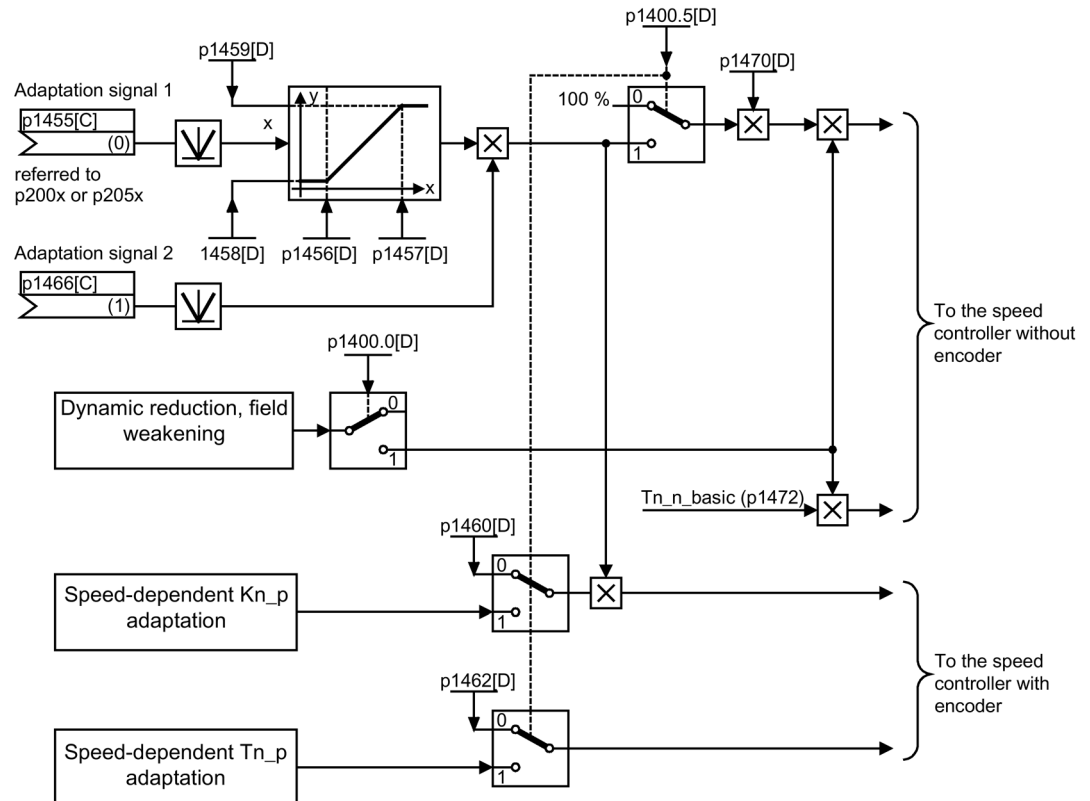 p1400.5[D]
p1459[D]
p1470[D]
Adaptation signal 1
p1455[C]
(0)
x
y
x
100 %
0
1
referred to
p200x or p205x
1458[D]
p1456[D]
p1457[D]
Adaptation signal 2
p1466[C]
(1)
To the speed
controller without
encoder
p1400.0[D]
Dynamic reduction, field
weakening
0
1
Tn_n_basic (p1472)
p1460[D]
Speed-dependent Kn_p
adaptation
0
1
To the speed
controller with
encoder
p1462[D]
Speed-dependent Tn_p
adaptation
0
1